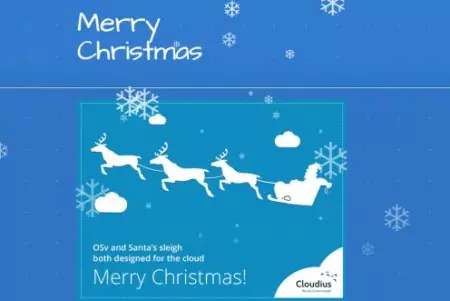 Merry
Christmas
OSv and Santa's sleigh
both designed for the cloud
Merry Christmas!
Cloudius